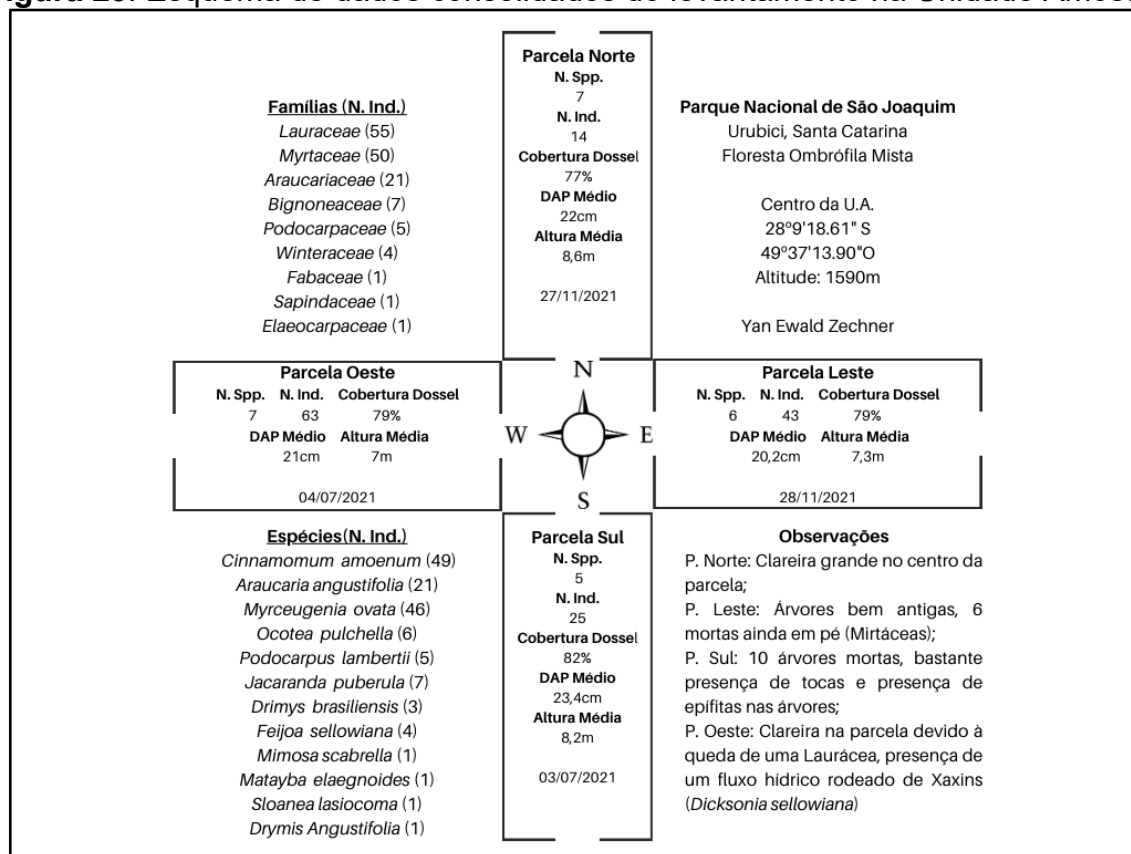 Esquema de dados consolidados do levantamento na Unidade
Parcela Norte
N. Spp.
7
N. Ind.
14
Cobertura Dossel
77%
DAP Médio
22cm
Altura Média
8,6m
27/11/2021
Famílias (N. Ind.)
Lauraceae (55)
Myrtaceae (50)
Araucariaceae (21)
Bignoneaceae (7)
Podocarpaceae (5)
Winteraceae (4)
Fabaceae (1)
Sapindaceae (1)
Elaeocarpaceae (1)
Parque Nacional de São Joaquim
Urubici, Santa Catarina
Floresta Ombrófila Mista
Centro da U.A.
28º9'18.61" S
49º37'13.90"O
Altitude: 1590m
Yan Ewald Zechner
Parcela Oeste
N. Spp. N. Ind. Cobertura Dossel
7 63 79%
DAP Médio Altura Média
21cm 7m
04/07/2021
N
W E
S
Parcela Leste
N. Spp. N. Ind. Cobertura Dossel
6 43 79%
DAP Médio Altura Média
20,2cm 7,3m
28/11/2021
Espécies(N. Ind.)
Cinnamomum amoenum (49)
Araucaria angustifolia (21)
Myrceugenia ovata (46)
Ocotea pulchella (6)
Podocarpus lambertii (5)
Jacaranda puberula (7)
Drimys brasiliensis (3)
Feijoa sellowiana (4)
Mimosa scabrella (1)
Matayba elaegnoides (1)
Sloanea lasiocoma (1)
Drymis Angustifolia (1)
Parcela Sul
N. Spp.
5
N. Ind.
25
Cobertura Dossel
82%
DAP Médio
23,4cm
Altura Média
8,2m
03/07/2021
Observações
P. Norte: Clareira grande no centro da
parcela;
P. Leste: Árvores bem antigas, 6
mortas ainda em pé (Mirtáceas);
P. Sul: 10 árvores mortas, bastante
presença de tocas e presença de
epífitas nas árvores;
P. Oeste: Clareira na parcela devido à
queda de uma Laurácea, presença de
um fluxo hídrico rodeado de Xaxins
(Dicksonia sellowiana)